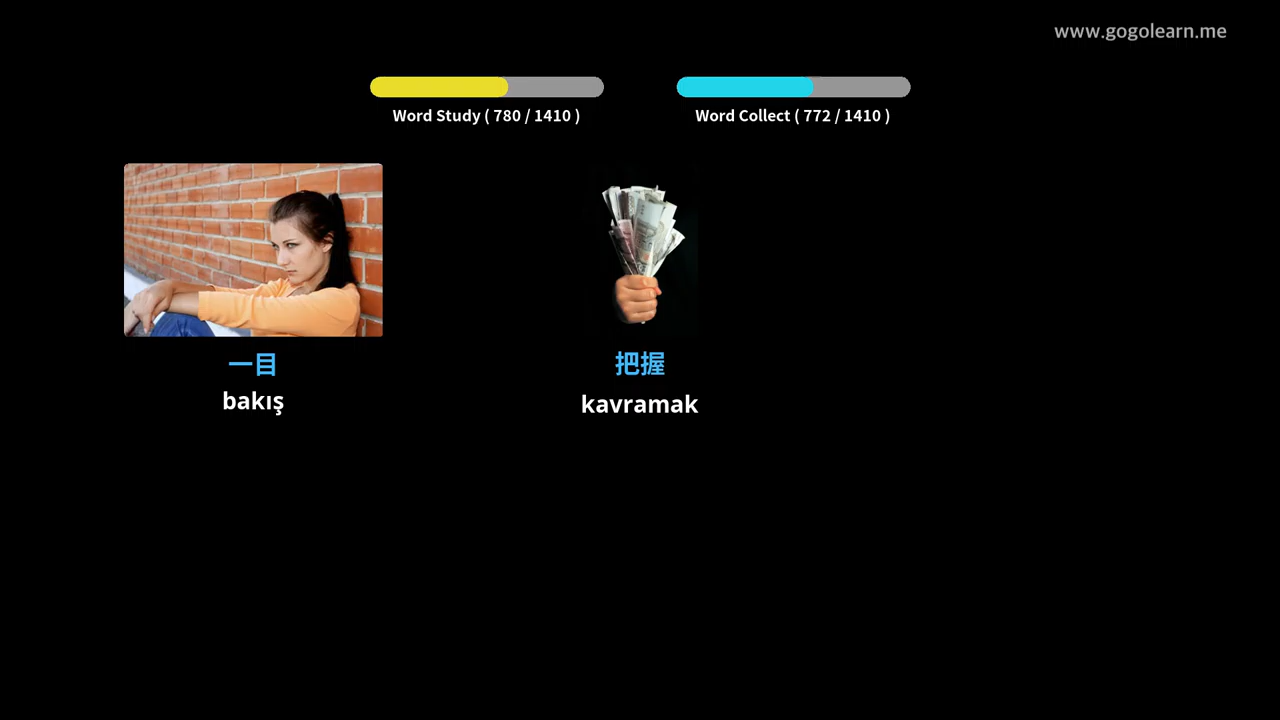 www.gogolearn.me
Word Study ( 780 / 1410 )
Word Collect ( 772 / 1410 )
一目
bakış
把握
kavramak